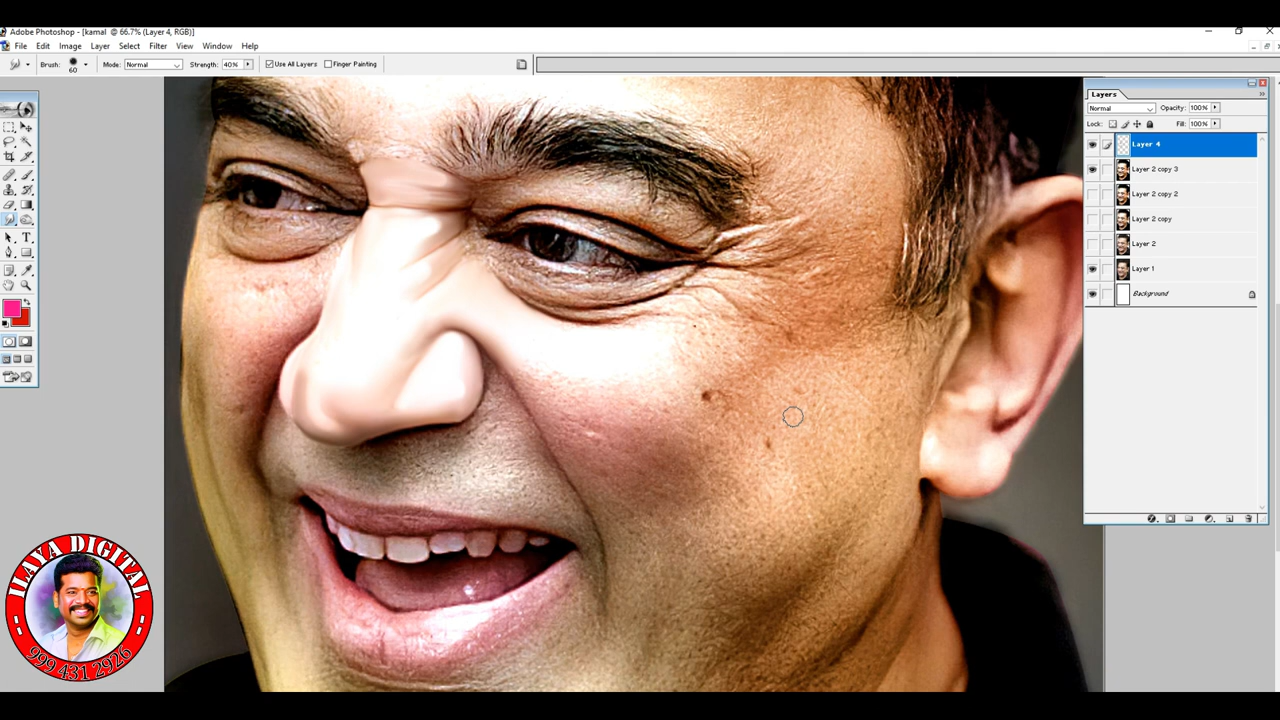 Adobe Photoshop - [kamal @ 66.7% (Layer 4, RGB)]
File Edit Image Layer Select Filter View Window Help
Brush: 60 Mode: Normal Strength: 40% Use All Layers Finger Painting
Layers
Normal Opacity: 100%
Lock: Fill: 100%
Layer 4
Layer 2 copy 3
Layer 2 copy 2
Layer 2 copy
Layer 2
Layer 1
Background
ILAYA DIGITAL
999 431 2926